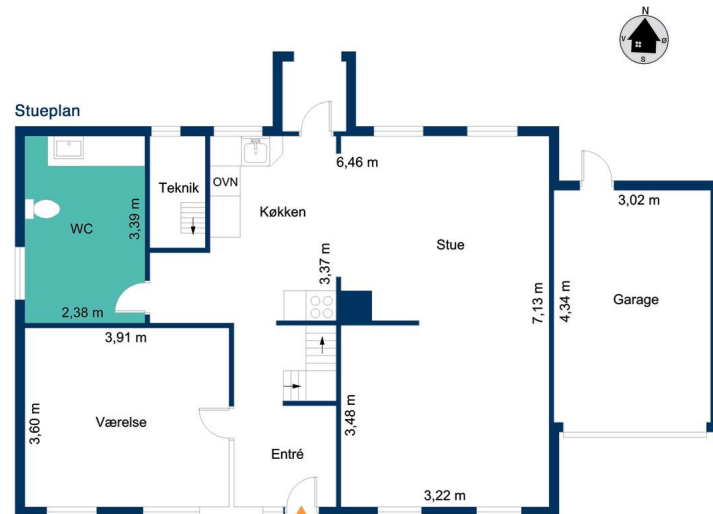 N
V
Ø
S
Stueplan
6,46 m
OVN
Teknik
3,02 m
Køkken
WC
3,39 m
Stue
3,37 m
7,13 m
4,34 m
Garage
2,38 m
3,91 m
3,60 m
Værelse
3,48 m
Entré
3,22 m